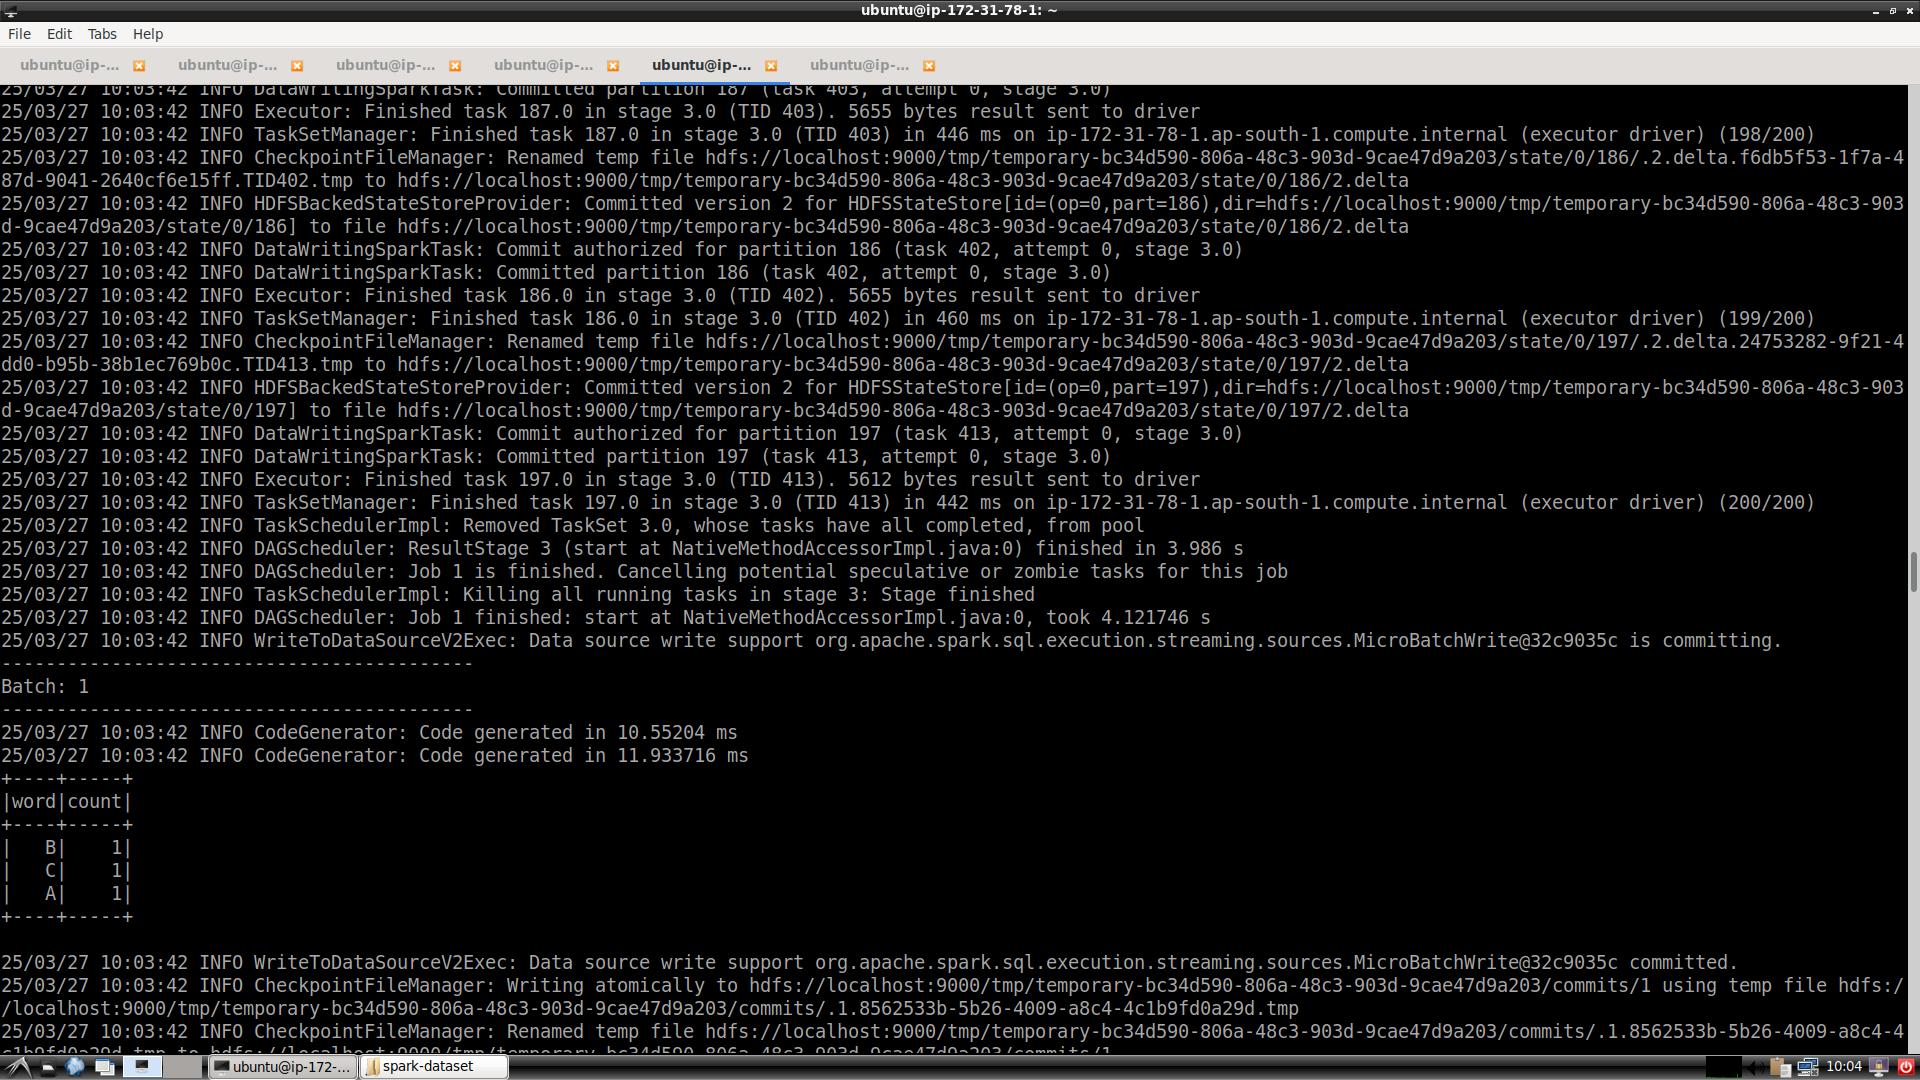 ubuntu@ip-172-31-78-1: ~
File Edit Tabs Help
ubuntu@ip-... ubuntu@ip-... ubuntu@ip-... ubuntu@ip-... ubuntu@ip-... ubuntu@ip-...
25/03/27 10:03:42 INFO DataWritingSparkTask: Committed partition 187 (task 403, attempt 0, stage 3.0)
25/03/27 10:03:42 INFO Executor: Finished task 187.0 in stage 3.0 (TID 403). 5655 bytes result sent to driver
25/03/27 10:03:42 INFO TaskSetManager: Finished task 187.0 in stage 3.0 (TID 403) in 446 ms on ip-172-31-78-1.ap-south-1.compute.internal (executor driver) (198/200)
25/03/27 10:03:42 INFO CheckpointFileManager: Renamed temp file hdfs://localhost:9000/tmp/temporary-bc34d590-806a-48c3-903d-9cae47d9a203/state/0/186/.2.delta.f6db5f53-1f7a-4
87d-9041-2640cf6e15ff.TID402.tmp to hdfs://localhost:9000/tmp/temporary-bc34d590-806a-48c3-903d-9cae47d9a203/state/0/186/2.delta
25/03/27 10:03:42 INFO HDFSBackedStateStoreProvider: Committed version 2 for HDFSStateStore[id=(op=0,part=186),dir=hdfs://localhost:9000/tmp/temporary-bc34d590-806a-48c3-903
d-9cae47d9a203/state/0/186] to file hdfs://localhost:9000/tmp/temporary-bc34d590-806a-48c3-903d-9cae47d9a203/state/0/186/2.delta
25/03/27 10:03:42 INFO DataWritingSparkTask: Commit authorized for partition 186 (task 402, attempt 0, stage 3.0)
25/03/27 10:03:42 INFO DataWritingSparkTask: Committed partition 186 (task 402, attempt 0, stage 3.0)
25/03/27 10:03:42 INFO Executor: Finished task 186.0 in stage 3.0 (TID 402). 5655 bytes result sent to driver
25/03/27 10:03:42 INFO TaskSetManager: Finished task 186.0 in stage 3.0 (TID 402) in 460 ms on ip-172-31-78-1.ap-south-1.compute.internal (executor driver) (199/200)
25/03/27 10:03:42 INFO CheckpointFileManager: Renamed temp file hdfs://localhost:9000/tmp/temporary-bc34d590-806a-48c3-903d-9cae47d9a203/state/0/197/.2.delta.24753282-9f21-4
dd0-b95b-38b1ec769b0c.TID413.tmp to hdfs://localhost:9000/tmp/temporary-bc34d590-806a-48c3-903d-9cae47d9a203/state/0/197/2.delta
25/03/27 10:03:42 INFO HDFSBackedStateStoreProvider: Committed version 2 for HDFSStateStore[id=(op=0,part=197),dir=hdfs://localhost:9000/tmp/temporary-bc34d590-806a-48c3-903
d-9cae47d9a203/state/0/197] to file hdfs://localhost:9000/tmp/temporary-bc34d590-806a-48c3-903d-9cae47d9a203/state/0/197/2.delta
25/03/27 10:03:42 INFO DataWritingSparkTask: Commit authorized for partition 197 (task 413, attempt 0, stage 3.0)
25/03/27 10:03:42 INFO DataWritingSparkTask: Committed partition 197 (task 413, attempt 0, stage 3.0)
25/03/27 10:03:42 INFO Executor: Finished task 197.0 in stage 3.0 (TID 413). 5612 bytes result sent to driver
25/03/27 10:03:42 INFO TaskSetManager: Finished task 197.0 in stage 3.0 (TID 413) in 442 ms on ip-172-31-78-1.ap-south-1.compute.internal (executor driver) (200/200)
25/03/27 10:03:42 INFO TaskSchedulerImpl: Removed TaskSet 3.0, whose tasks have all completed, from pool
25/03/27 10:03:42 INFO DAGScheduler: ResultStage 3 (start at NativeMethodAccessorImpl.java:0) finished in 3.986 s
25/03/27 10:03:42 INFO DAGScheduler: Job 1 is finished. Cancelling potential speculative or zombie tasks for this job
25/03/27 10:03:42 INFO TaskSchedulerImpl: Killing all running tasks in stage 3: Stage finished
25/03/27 10:03:42 INFO DAGScheduler: Job 1 finished: start at NativeMethodAccessorImpl.java:0, took 4.121746 s
25/03/27 10:03:42 INFO WriteToDataSourceV2Exec: Data source write support org.apache.spark.sql.execution.streaming.sources.MicroBatchWrite@32c9035c is committing.
-------------------------------------------
Batch: 1
-------------------------------------------
25/03/27 10:03:42 INFO CodeGenerator: Code generated in 10.55204 ms
25/03/27 10:03:42 INFO CodeGenerator: Code generated in 11.933716 ms
+----+-----+
|word|count|
+----+-----+
|   B|    1|
|   C|    1|
|   A|    1|
+----+-----+
25/03/27 10:03:42 INFO WriteToDataSourceV2Exec: Data source write support org.apache.spark.sql.execution.streaming.sources.MicroBatchWrite@32c9035c committed.
25/03/27 10:03:42 INFO CheckpointFileManager: Writing atomically to hdfs://localhost:9000/tmp/temporary-bc34d590-806a-48c3-903d-9cae47d9a203/commits/1 using temp file hdfs:/
/localhost:9000/tmp/temporary-bc34d590-806a-48c3-903d-9cae47d9a203/commits/.1.8562533b-5b26-4009-a8c4-4c1b9fd0a29d.tmp
25/03/27 10:03:42 INFO CheckpointFileManager: Renamed temp file hdfs://localhost:9000/tmp/temporary-bc34d590-806a-48c3-903d-9cae47d9a203/commits/.1.8562533b-5b26-4009-a8c4-4
c1b9fd0a29d.tmp to hdfs://localhost:9000/tmp/temporary-bc34d590-806a-48c3-903d-9cae47d9a203/commits/1
ubuntu@ip-172-... spark-dataset 10:04